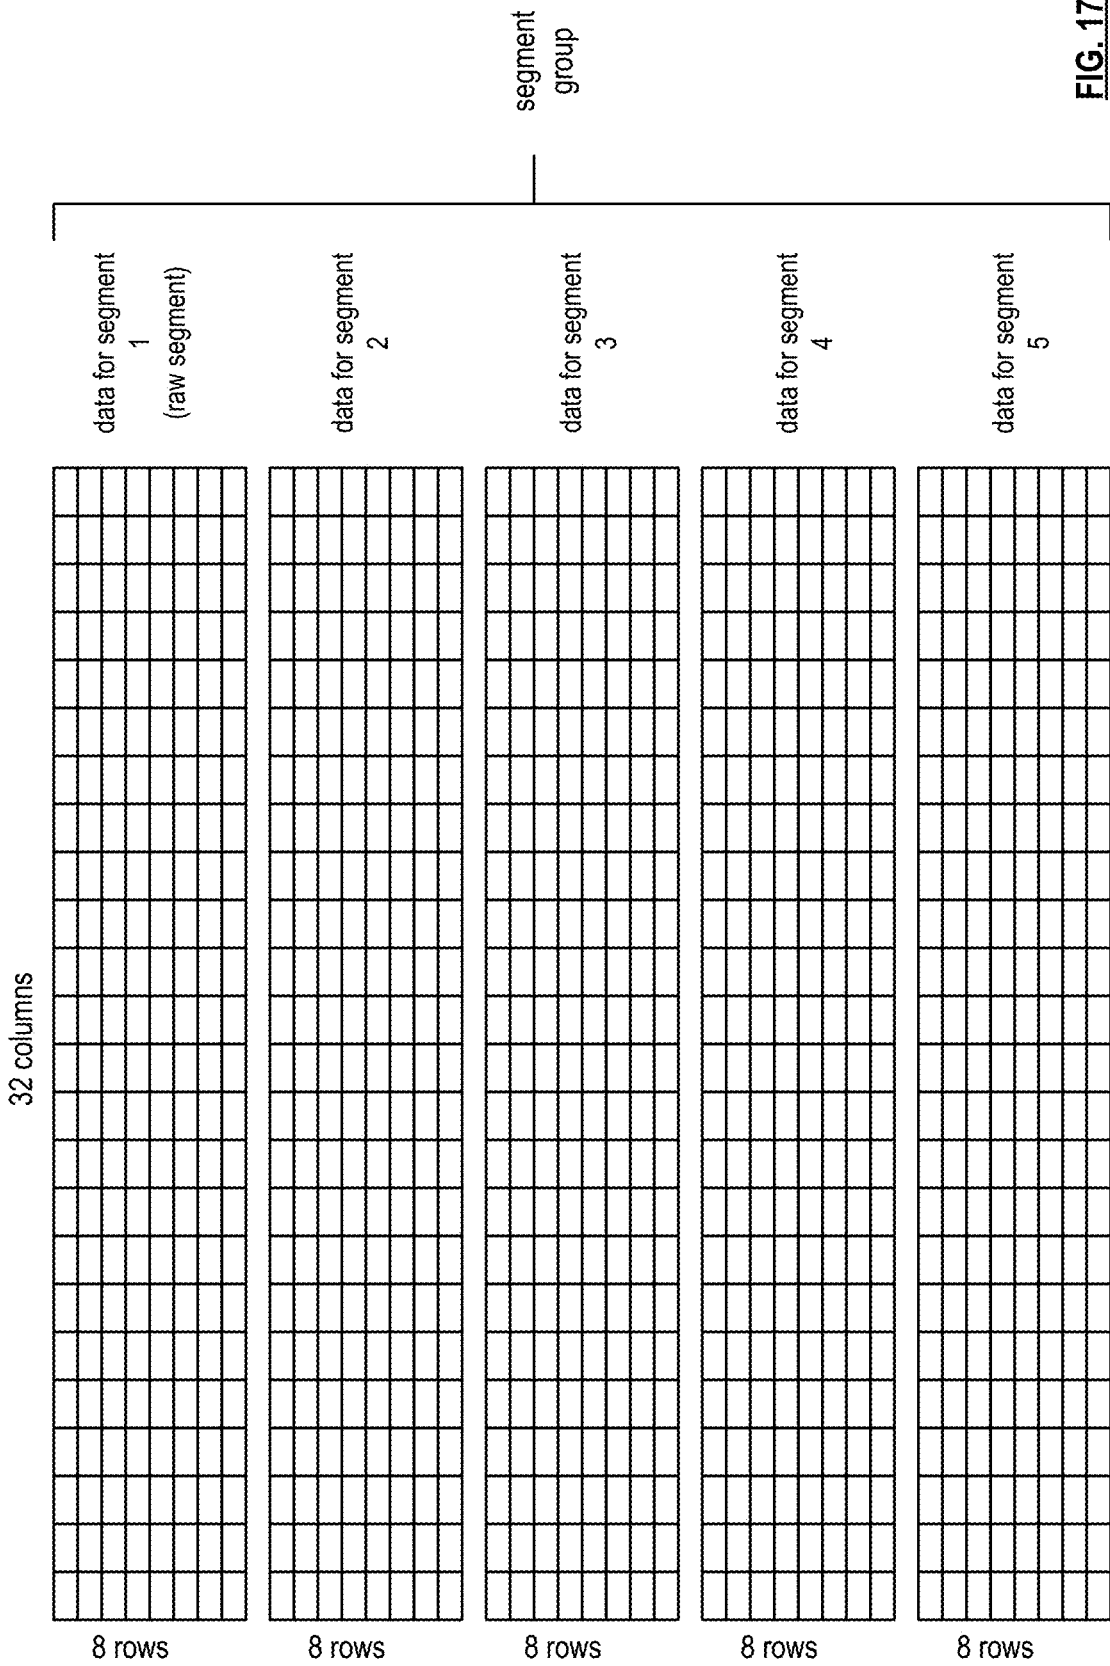 32 columns
8 rows
data for segment
1
(raw segment)
8 rows
data for segment
2
8 rows
data for segment
3
8 rows
data for segment
4
8 rows
data for segment
5
segment
group
FIG. 17